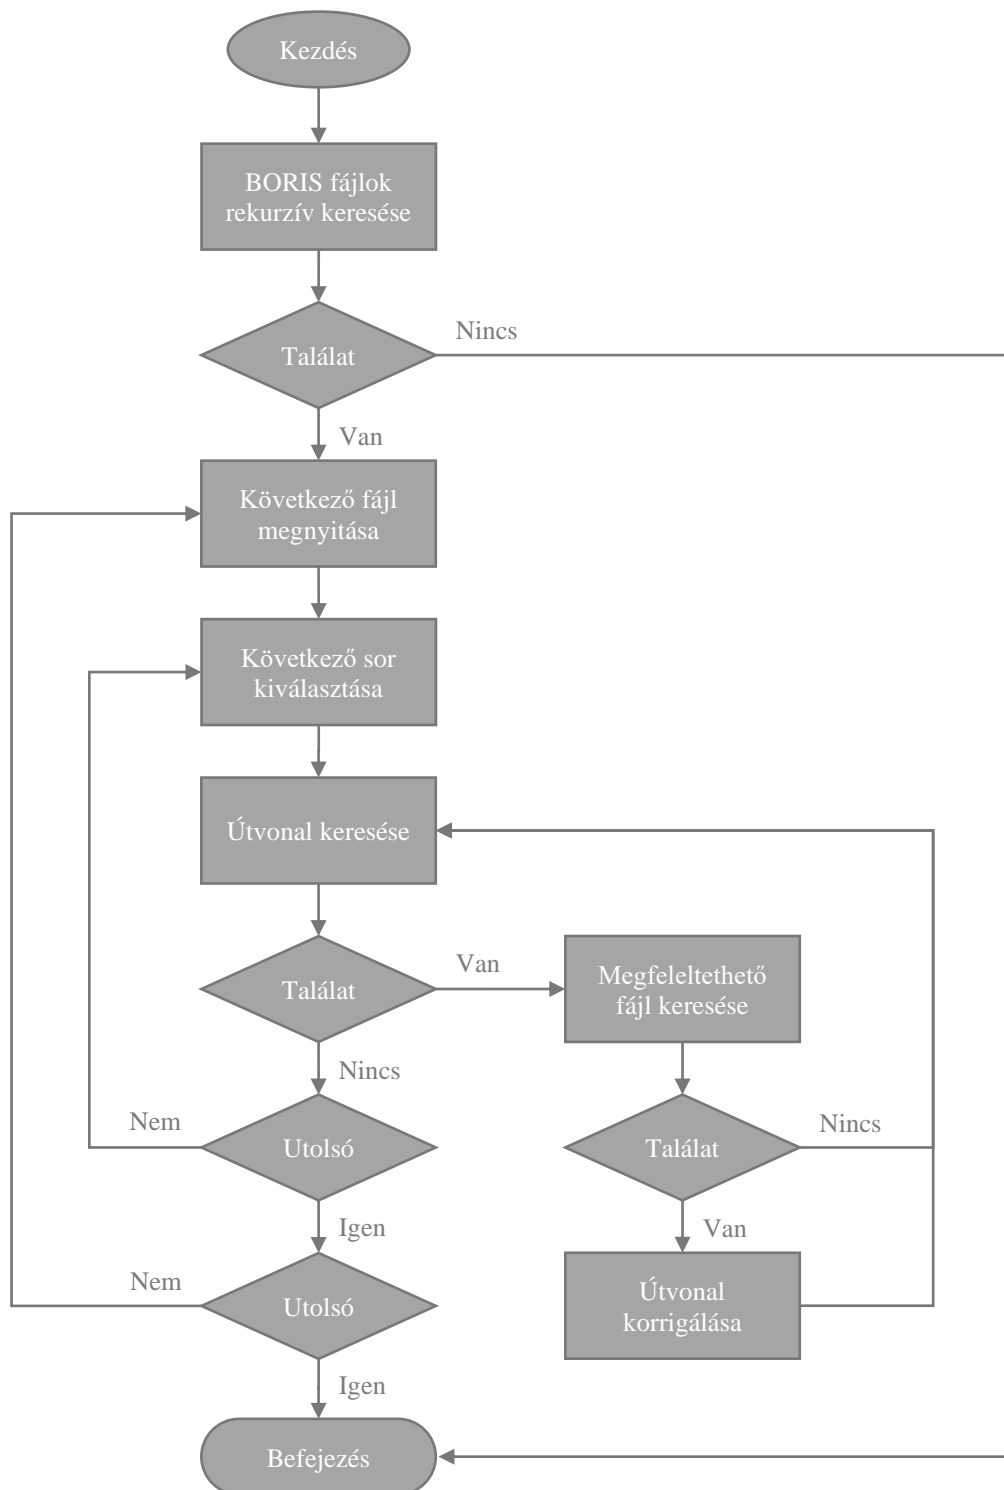 Kezdés
BORIS fájlok
rekurzív keresése
Nincs
Találat
Van
Következő fájl
megnyitása
Következő sor
kiválasztása
Útvonal keresése
Van
Találat
Megfeleltethető
fájl keresése
Nincs
Nem
Utolsó
Találat
Nincs
Igen
Van
Nem
Utolsó
Útvonal
korrigálása
Igen
Befejezés